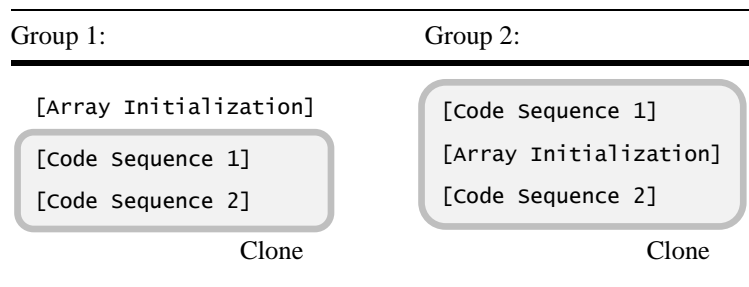 Group 1:
[Array Initialization]
[Code Sequence 1]
[Code Sequence 2]
Clone
Group 2:
[Code Sequence 1]
[Array Initialization]
[Code Sequence 2]
Clone